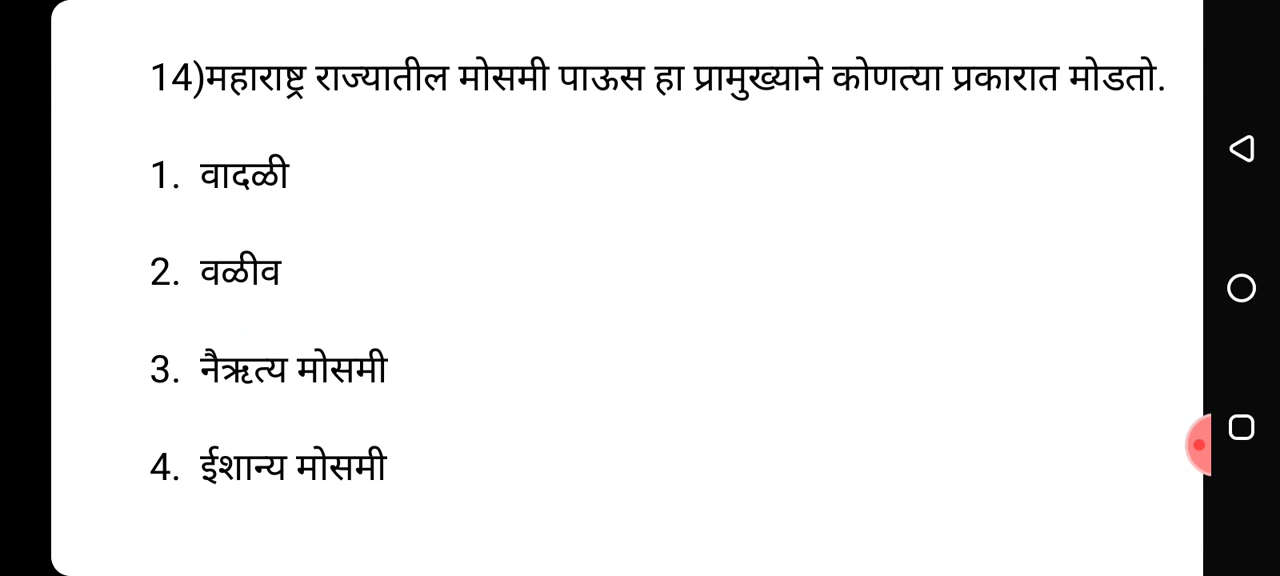 14)महाराष्ट्र राज्यातील मोसमी पाऊस हा प्रामुख्याने कोणत्या प्रकारात मोडतो.
1. वादळी
2. वळीव
3. नैऋत्य मोसमी
4. ईशान्य मोसमी